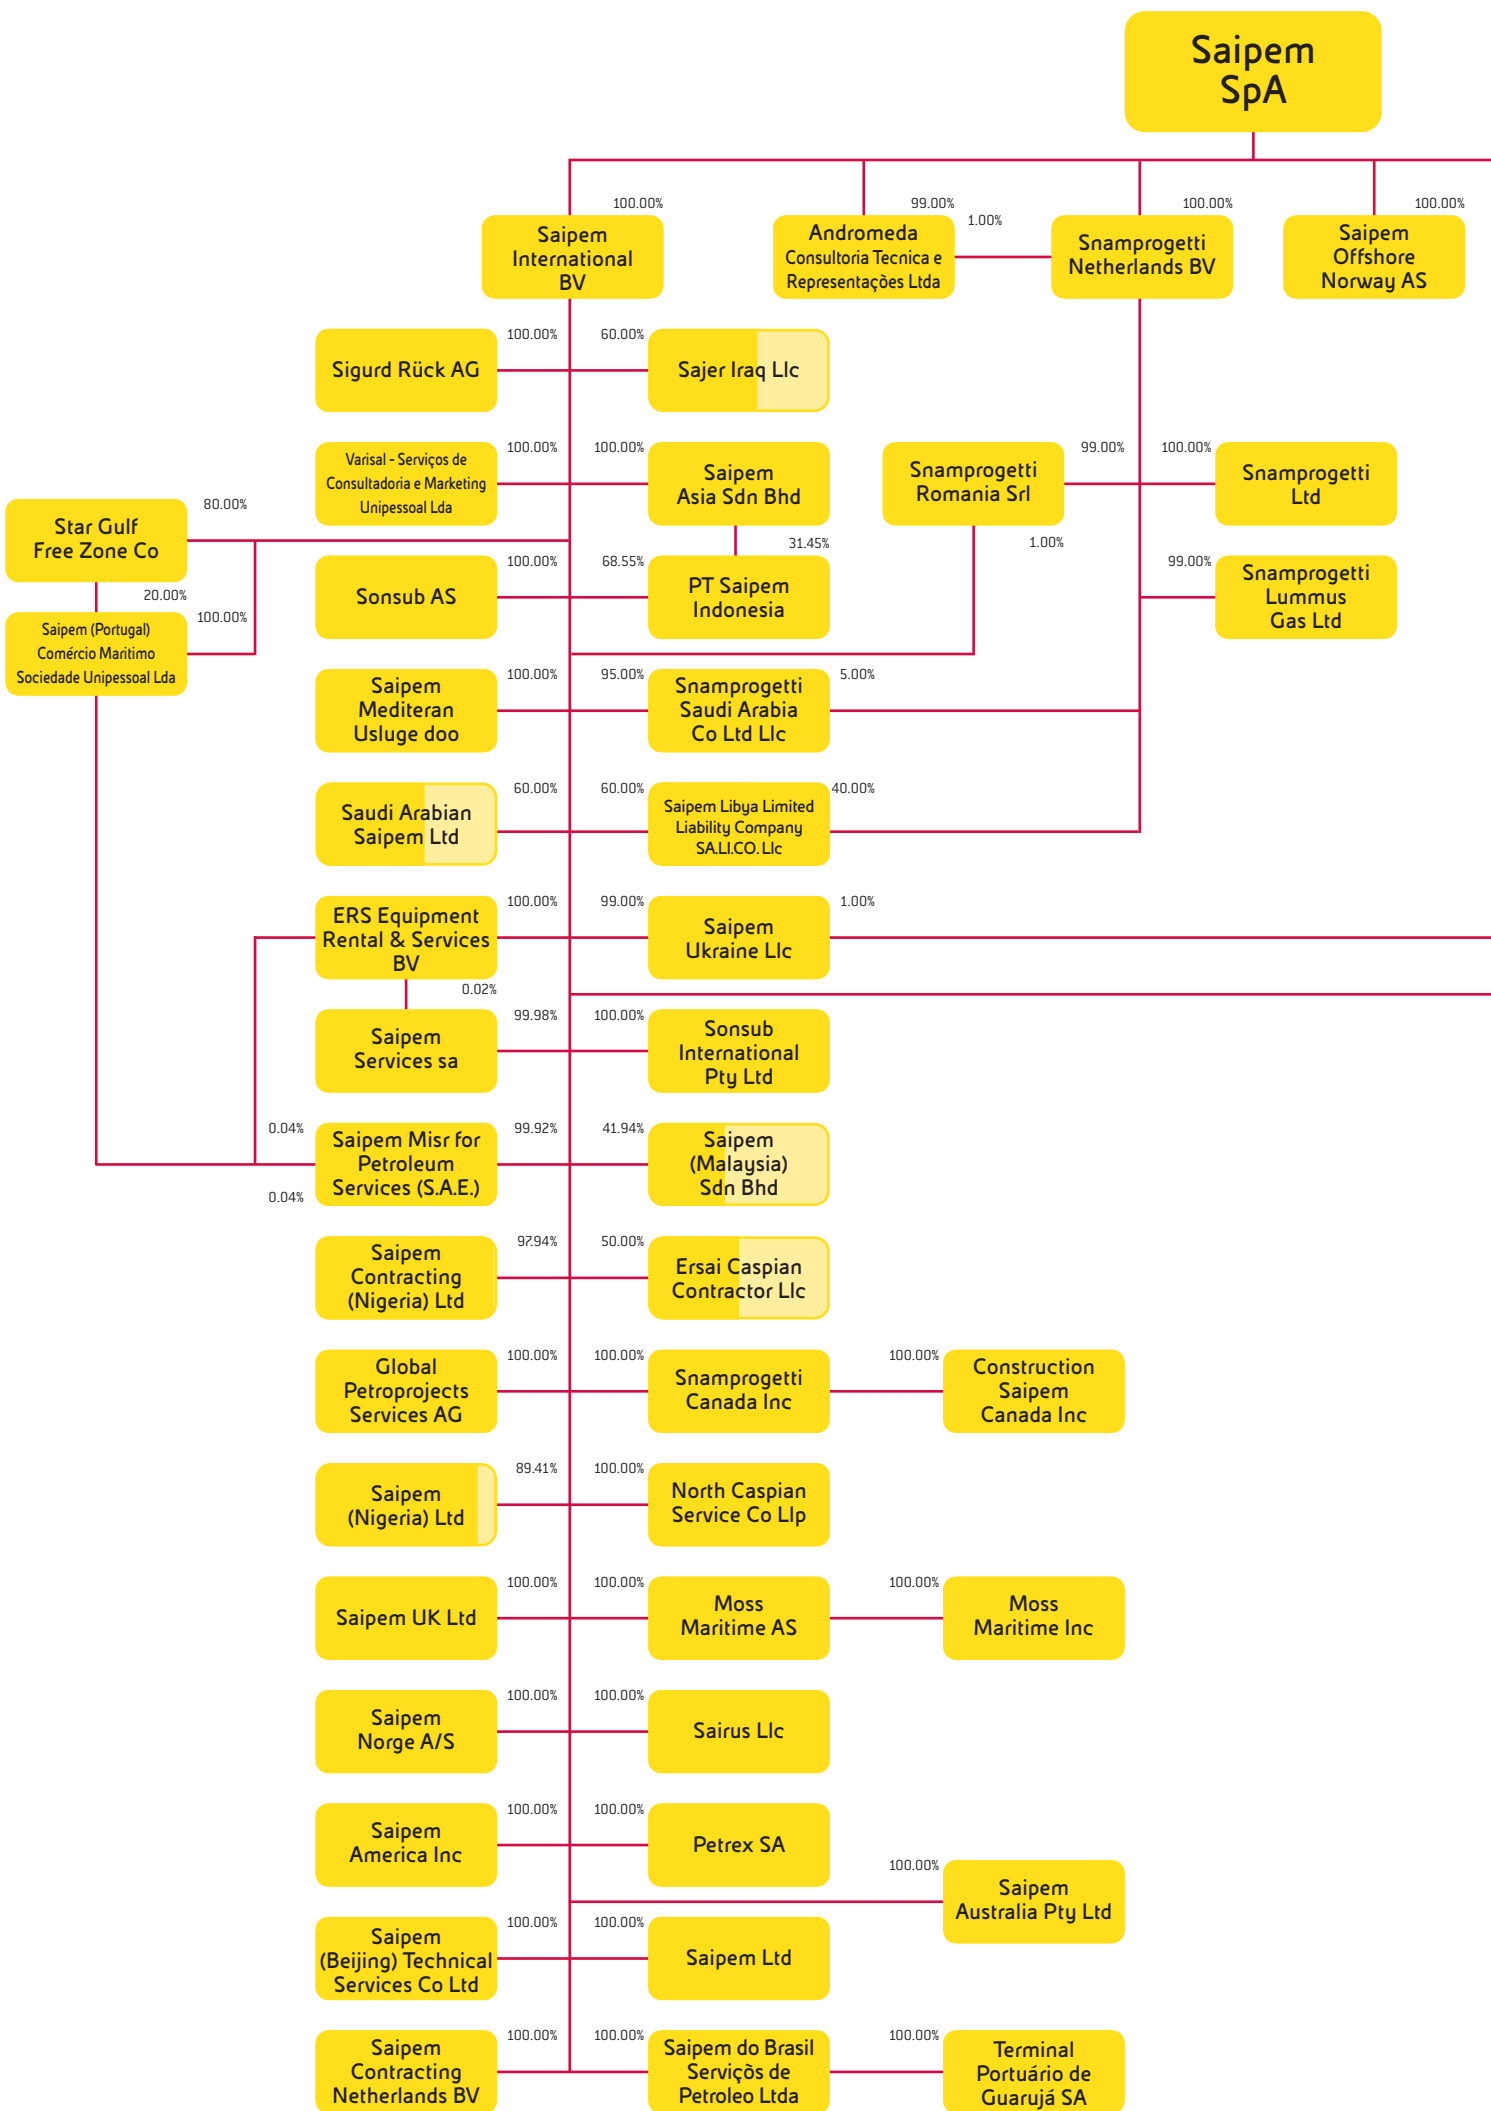 Saipem
SpA
100.00%
99.00%
1.00%
100.00%
100.00%
Saipem
International
BV
Andromeda
Consultoria Tecnica e
Representações Ltda
Snamprogetti
Netherlands BV
Saipem
Offshore
Norway AS
100.00%
60.00%
Sigurd Rück AG
Sajer Iraq Llc
100.00%
100.00%
99.00%
100.00%
Varisal - Serviços de
Consultadoria e Marketing
Unipessoal Lda
Saipem
Asia Sdn Bhd
Snamprogetti
Romania Srl
Snamprogetti
Ltd
80.00%
Star Gulf
Free Zone Co
31.45%
1.00%
100.00%
68.55%
99.00%
Sonsub AS
PT Saipem
Indonesia
Snamprogetti
Lummus
Gas Ltd
20.00%
100.00%
Saipem (Portugal)
Comércio Maritimo
Sociedade Unipessoal Lda
100.00%
95.00%
5.00%
Saipem
Mediteran
Usluge doo
Snamprogetti
Saudi Arabia
Co Ltd Llc
60.00%
60.00%
40.00%
Saudi Arabian
Saipem Ltd
Saipem Libya Limited
Liability Company
SA.LI.CO. Llc
100.00%
99.00%
1.00%
ERS Equipment
Rental & Services
BV
Saipem
Ukraine Llc
0.02%
99.98%
100.00%
Saipem
Services sa
Sonsub
International
Pty Ltd
0.04%
99.92%
41.94%
Saipem Misr for
Petroleum
Services (S.A.E.)
Saipem
(Malaysia)
Sdn Bhd
0.04%
97.94%
50.00%
Saipem
Contracting
(Nigeria) Ltd
Ersai Caspian
Contractor Llc
100.00%
100.00%
100.00%
Global
Petroprojects
Services AG
Snamprogetti
Canada Inc
Construction
Saipem
Canada Inc
89.41%
100.00%
Saipem
(Nigeria) Ltd
North Caspian
Service Co Llp
100.00%
100.00%
100.00%
Saipem UK Ltd
Moss
Maritime AS
Moss
Maritime Inc
100.00%
100.00%
Saipem
Norge A/S
Sairus Llc
100.00%
100.00%
Saipem
America Inc
Petrex SA
100.00%
Saipem
Australia Pty Ltd
100.00%
100.00%
Saipem
(Beijing) Technical
Services Co Ltd
Saipem Ltd
100.00%
100.00%
100.00%
Saipem
Contracting
Netherlands BV
Saipem do Brasil
Serviçòs de
Petroleo Ltda
Terminal
Portuário de
Guarujá SA